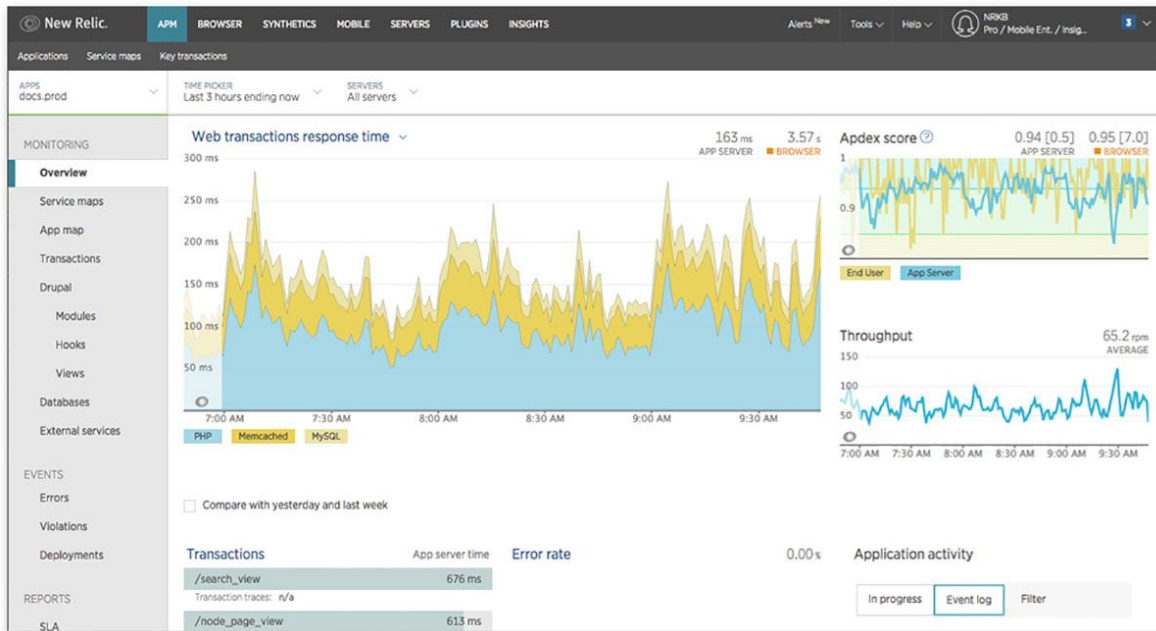 New Relic.
APM
BROWSER
SYNTHETICS
MOBILE
SERVERS
PLUGINS
INSIGHTS
Alerts New
Tools
Help
NRKB
Pro / Mobile Ent. / Insig...
3
Applications
Service maps
Key transactions
APPS
docs.prod
TIME PICKER
Last 3 hours ending now
SERVERS
All servers
MONITORING
Overview
Service maps
App map
Transactions
Drupal
Modules
Hooks
Views
Databases
External services
EVENTS
Errors
Violations
Deployments
REPORTS
SLA
Web transactions response time
163 ms
APP SERVER
3.57 s
BROWSER
300 ms
250 ms
200 ms
150 ms
100 ms
50 ms
7:00 AM
7:30 AM
8:00 AM
8:30 AM
9:00 AM
9:30 AM
PHP
Memcached
MySQL
Apdex score ?
0.94 [0.5]
APP SERVER
0.95 [7.0]
BROWSER
1
0.9
End User
App Server
Throughput
65.2 rpm
AVERAGE
150
100
50
7:00 AM
7:30 AM
8:00 AM
8:30 AM
9:00 AM
9:30 AM
Compare with yesterday and last week
Transactions
App server time
/search_view
676 ms
Transaction traces: n/a
/node_page_view
613 ms
Error rate
0.00 %
Application activity
In progress
Event log
Filter